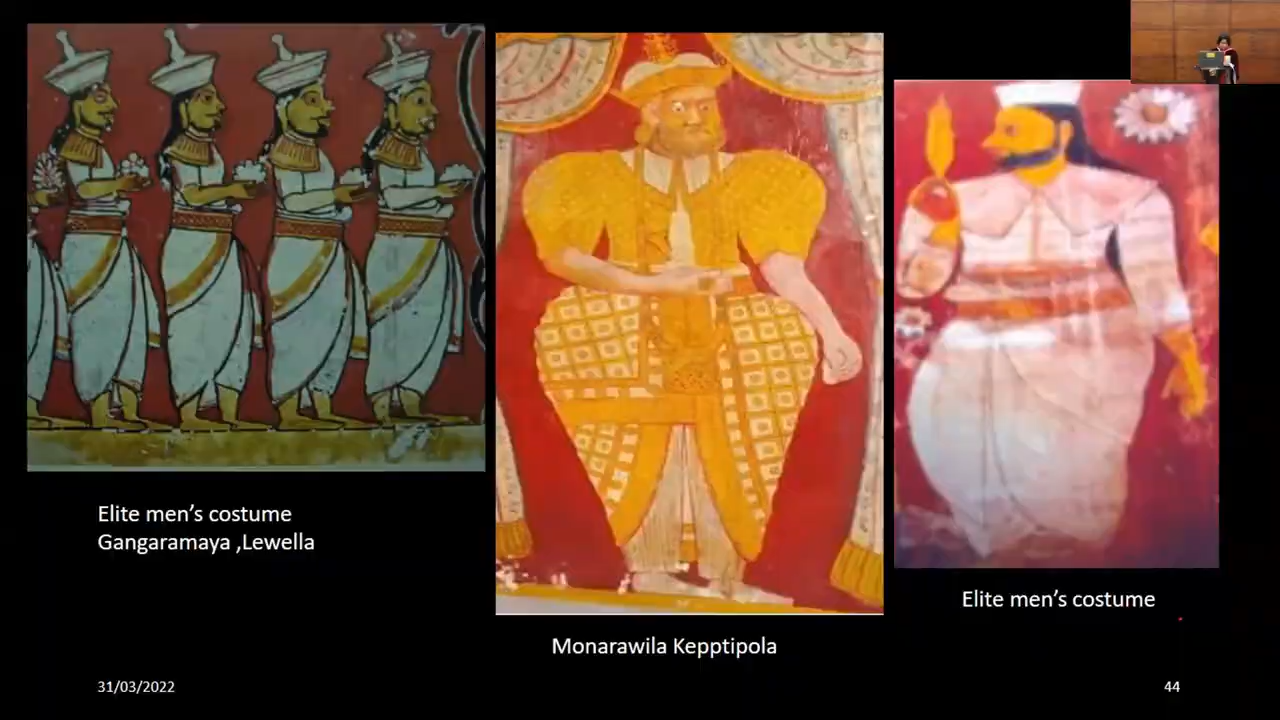 Elite men’s costume
Gangaramaya ,Lewella
Monarawila Kepptipola
Elite men’s costume
31/03/2022
44